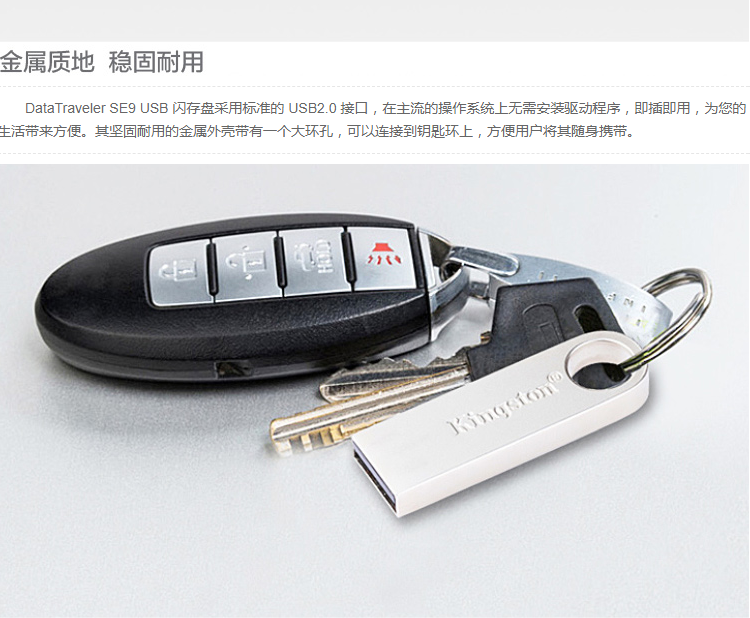 金属质地 稳固耐用
DataTraveler SE9 USB 闪存盘采用标准的 USB2.0 接口，在主流的操作系统上无需安装驱动程序，即插即用，为您的
生活带来方便。其坚固耐用的金属外壳带有一个大环孔，可以连接到钥匙环上，方便用户将其随身携带。
HOLD
Kingston®